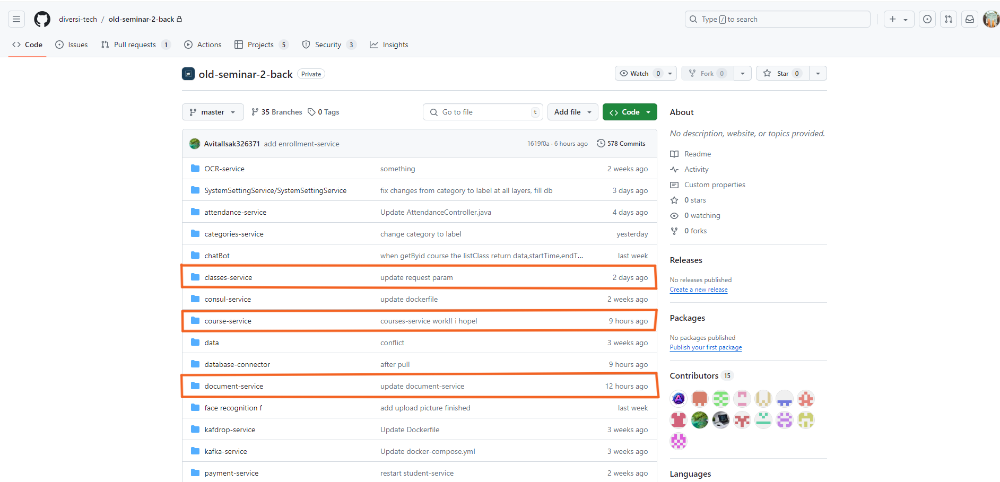 diversi-tech / old-seminar-2-back
Type / to search
Code Issues Pull requests 1 Actions Projects 5 Security 3 Insights
old-seminar-2-back Private
Watch 0 Fork 0 Star 0
master 35 Branches 0 Tags Go to file t Add file Code
AvitalIsak326371 add enrollment-service 1619f0a · 6 hours ago 578 Commits
OCR-service something 2 weeks ago
SystemSettingService/SystemSettingService fix changes from category to label at all layers, fill db 3 days ago
attendance-service Update AttendanceController.java 4 days ago
categories-service change category to label yesterday
chatBot when getByid course the listClass return data,startTime,endT... last week
classes-service update request param 2 days ago
consul-service update dockerfile 2 weeks ago
course-service courses-service work!! i hope! 9 hours ago
data conflict 3 weeks ago
database-connector after pull 9 hours ago
document-service update document-service 12 hours ago
face recognition f add upload picture finished last week
kafdrop-service Update Dockerfile 3 weeks ago
kafka-service Update docker-compose.yml 3 weeks ago
payment-service restart student-service 2 weeks ago
About
No description, website, or topics provided.
Readme
Activity
Custom properties
0 stars
0 watching
0 forks
Releases
No releases published
Create a new release
Packages
No packages published
Publish your first package
Contributors 15
Languages